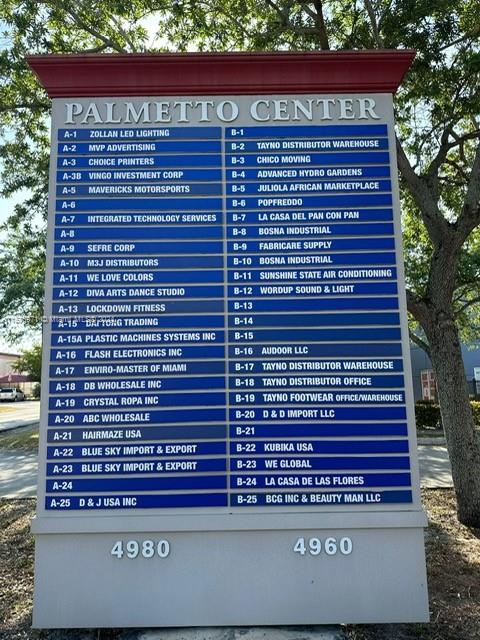 PALMETTO CENTER
A-1 ZOLLAN LED LIGHTING
A-2 MVP ADVERTISING
A-3 CHOICE PRINTERS
A-3B VINGO INVESTMENT CORP
A-5 MAVERICKS MOTORSPORTS
A-6
A-7 INTEGRATED TECHNOLOGY SERVICES
A-8
A-9 SEFRE CORP
A-10 M3J DISTRIBUTORS
A-11 WE LOVE COLORS
A-12 DIVA ARTS DANCE STUDIO
A-13 LOCKDOWN FITNESS
A-15 TRADING
A-15A PLASTIC MACHINES SYSTEMS INC
A-16 FLASH ELECTRONICS INC
A-17 ENVIRO-MASTER OF MIAMI
A-18 DB WHOLESALE INC
A-19 CRYSTAL ROPA INC
A-20 ABC WHOLESALE
A-21 HAIRMAZE USA
A-22 BLUE SKY IMPORT & EXPORT
A-23 BLUE SKY IMPORT & EXPORT
A-24
A-25 D & J USA INC
B-1
B-2 TAYNO DISTRIBUTOR WAREHOUSE
B-3 CHICO MOVING
B-4 ADVANCED HYDRO GARDENS
B-5 JULIOLA AFRICAN MARKETPLACE
B-6 POPFREDDO
B-7 LA CASA DEL PAN CON PAN
B-8 BOSNA INDUSTRIAL
B-9 FABRICARE SUPPLY
B-10 BOSNA INDUSTRIAL
B-11 SUNSHINE STATE AIR CONDITIONING
B-12 WORDUP SOUND & LIGHT
B-13
B-14
B-15
B-16 AUDOOR LLC
B-17 TAYNO DISTRIBUTOR WAREHOUSE
B-18 TAYNO DISTRIBUTOR OFFICE
B-19 TAYNO FOOTWEAR OFFICE/WAREHOUSE
B-20 D & D IMPORT LLC
B-21
B-22 KUBIKA USA
B-23 WE GLOBAL
B-24 LA CASA DE LAS FLORES
B-25 BCG INC & BEAUTY MAN LLC
4980
4960